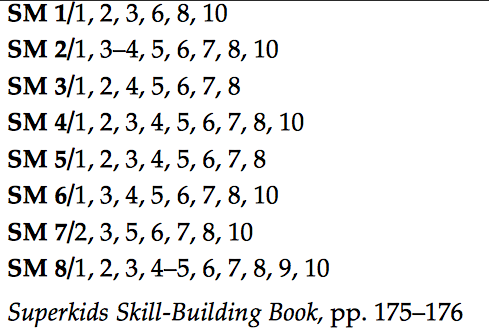 SM 1/1, 2, 3, 6, 8, 10
SM 2/1, 3–4, 5, 6, 7, 8, 10
SM 3/1, 2, 4, 5, 6, 7, 8
SM 4/1, 2, 3, 4, 5, 6, 7, 8, 10
SM 5/1, 2, 3, 4, 5, 6, 7, 8
SM 6/1, 3, 4, 5, 6, 7, 8, 10
SM 7/2, 3, 5, 6, 7, 8, 10
SM 8/1, 2, 3, 4–5, 6, 7, 8, 9, 10
Superkids Skill-Building Book, pp. 175–176